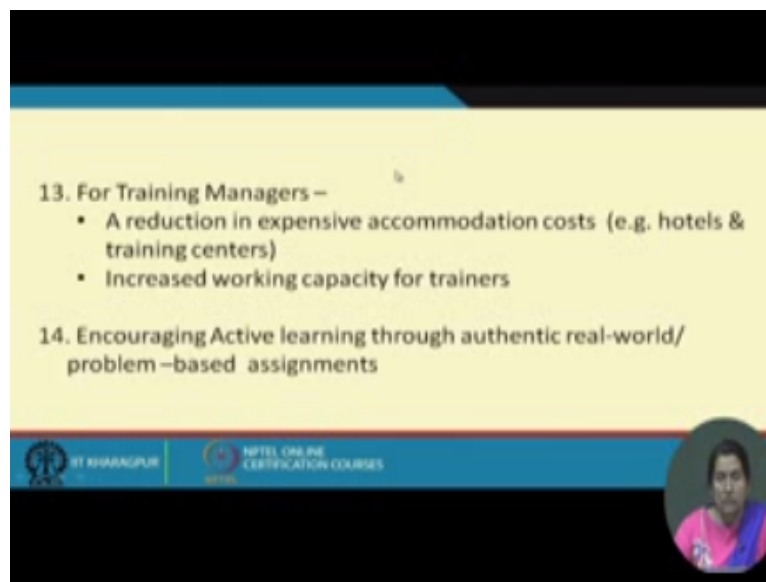 13. For Training Managers –
• A reduction in expensive accommodation costs (e.g. hotels &
training centers)
• Increased working capacity for trainers
14. Encouraging Active learning through authentic real-world/
problem –based assignments
IIT KHARAGPUR
NPTEL ONLINE
CERTIFICATION COURSES
NPTEL